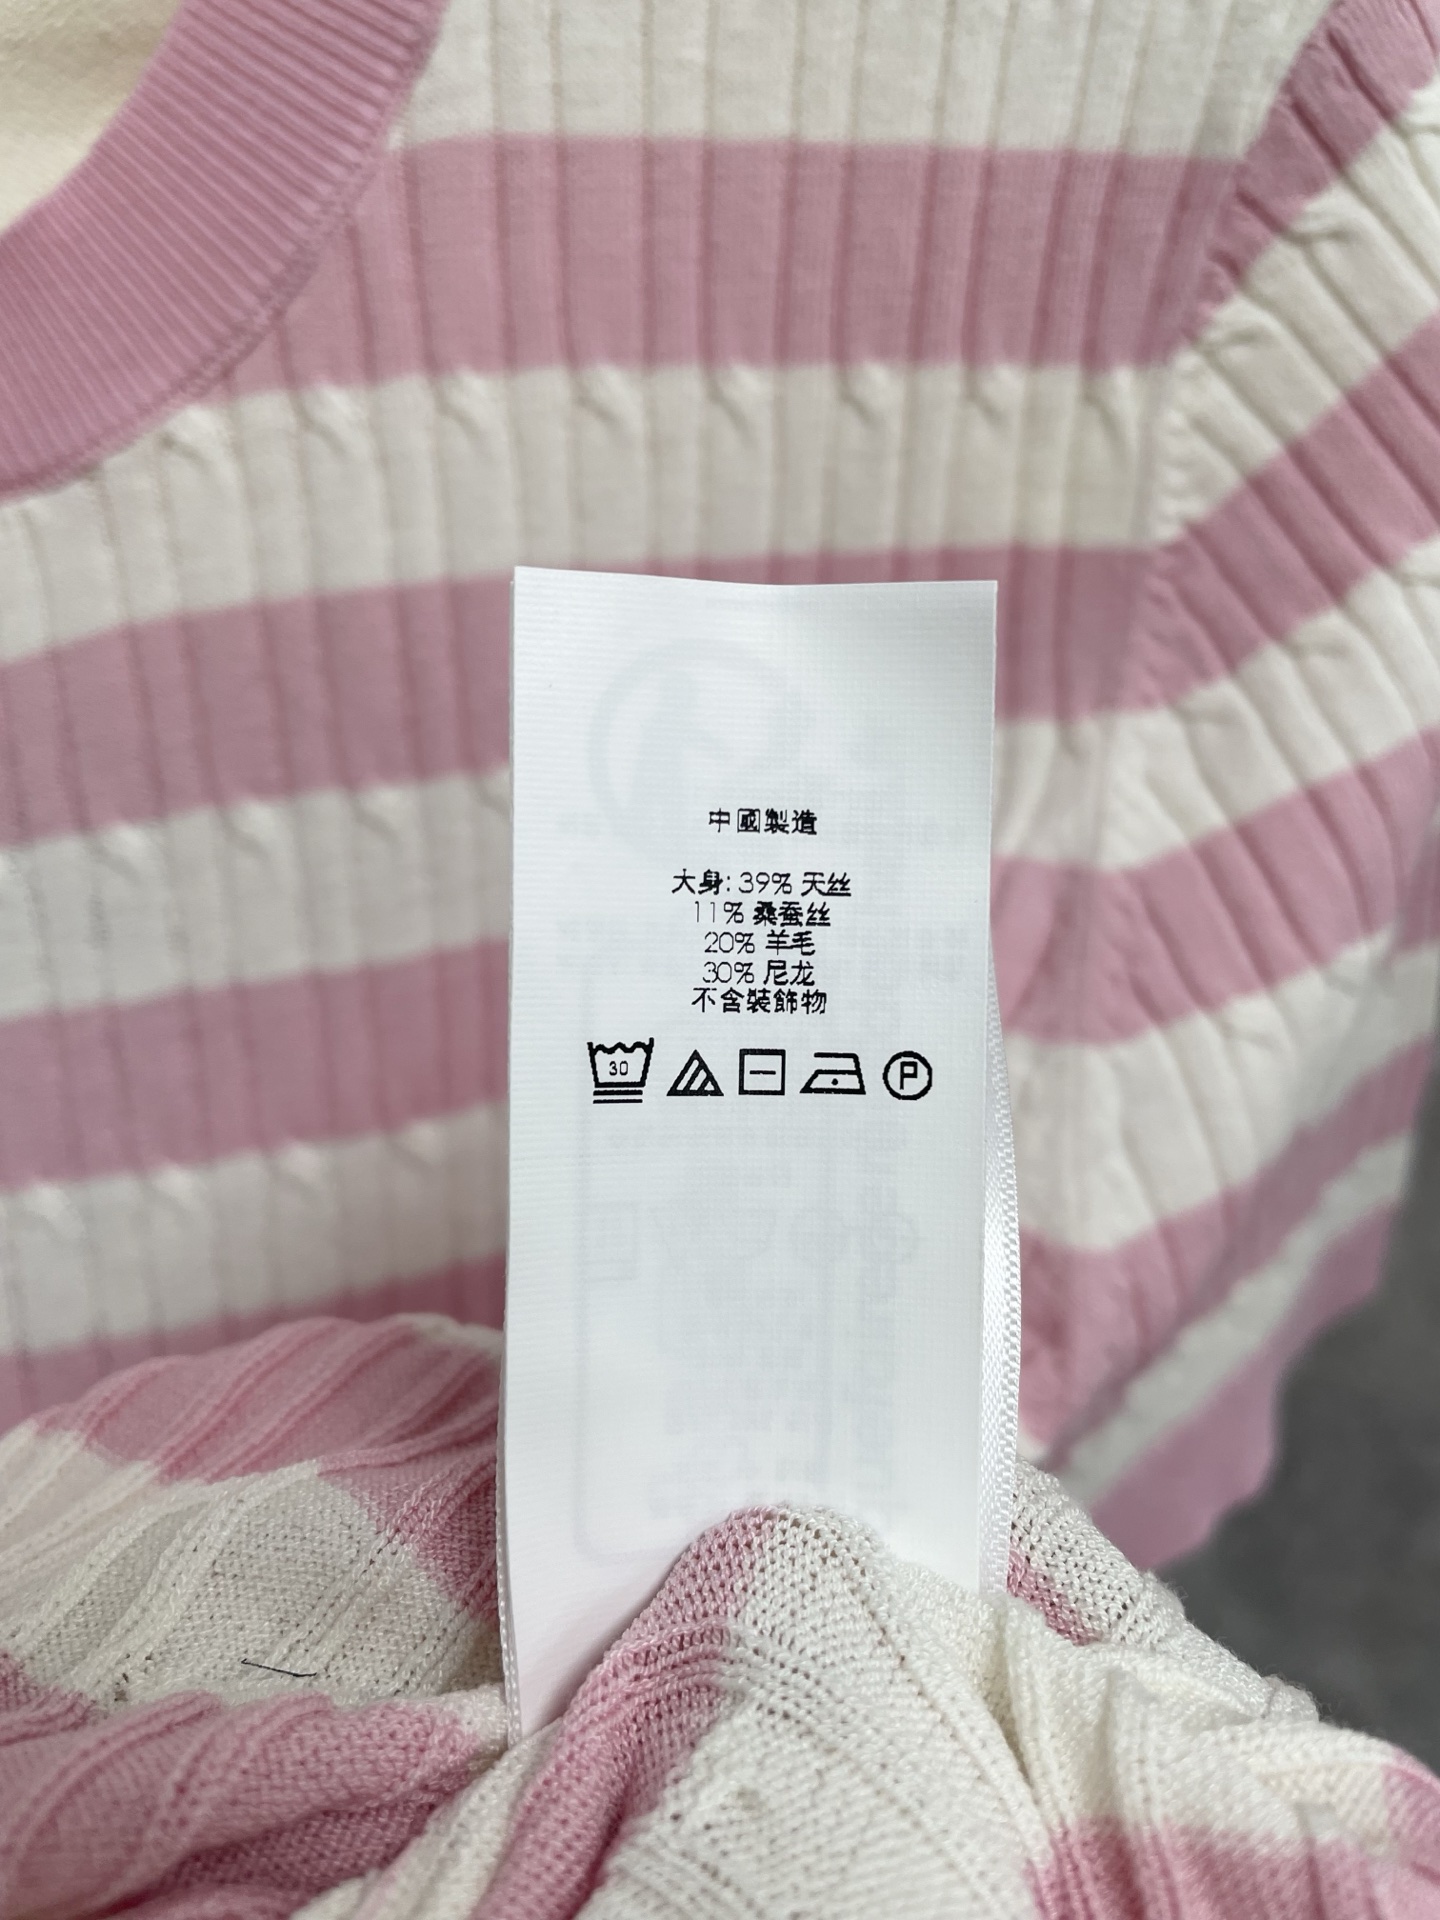 中國製造
大身: 39% 天丝
11% 桑蚕丝
20% 羊毛
30% 尼龙
不含裝飾物
30
P